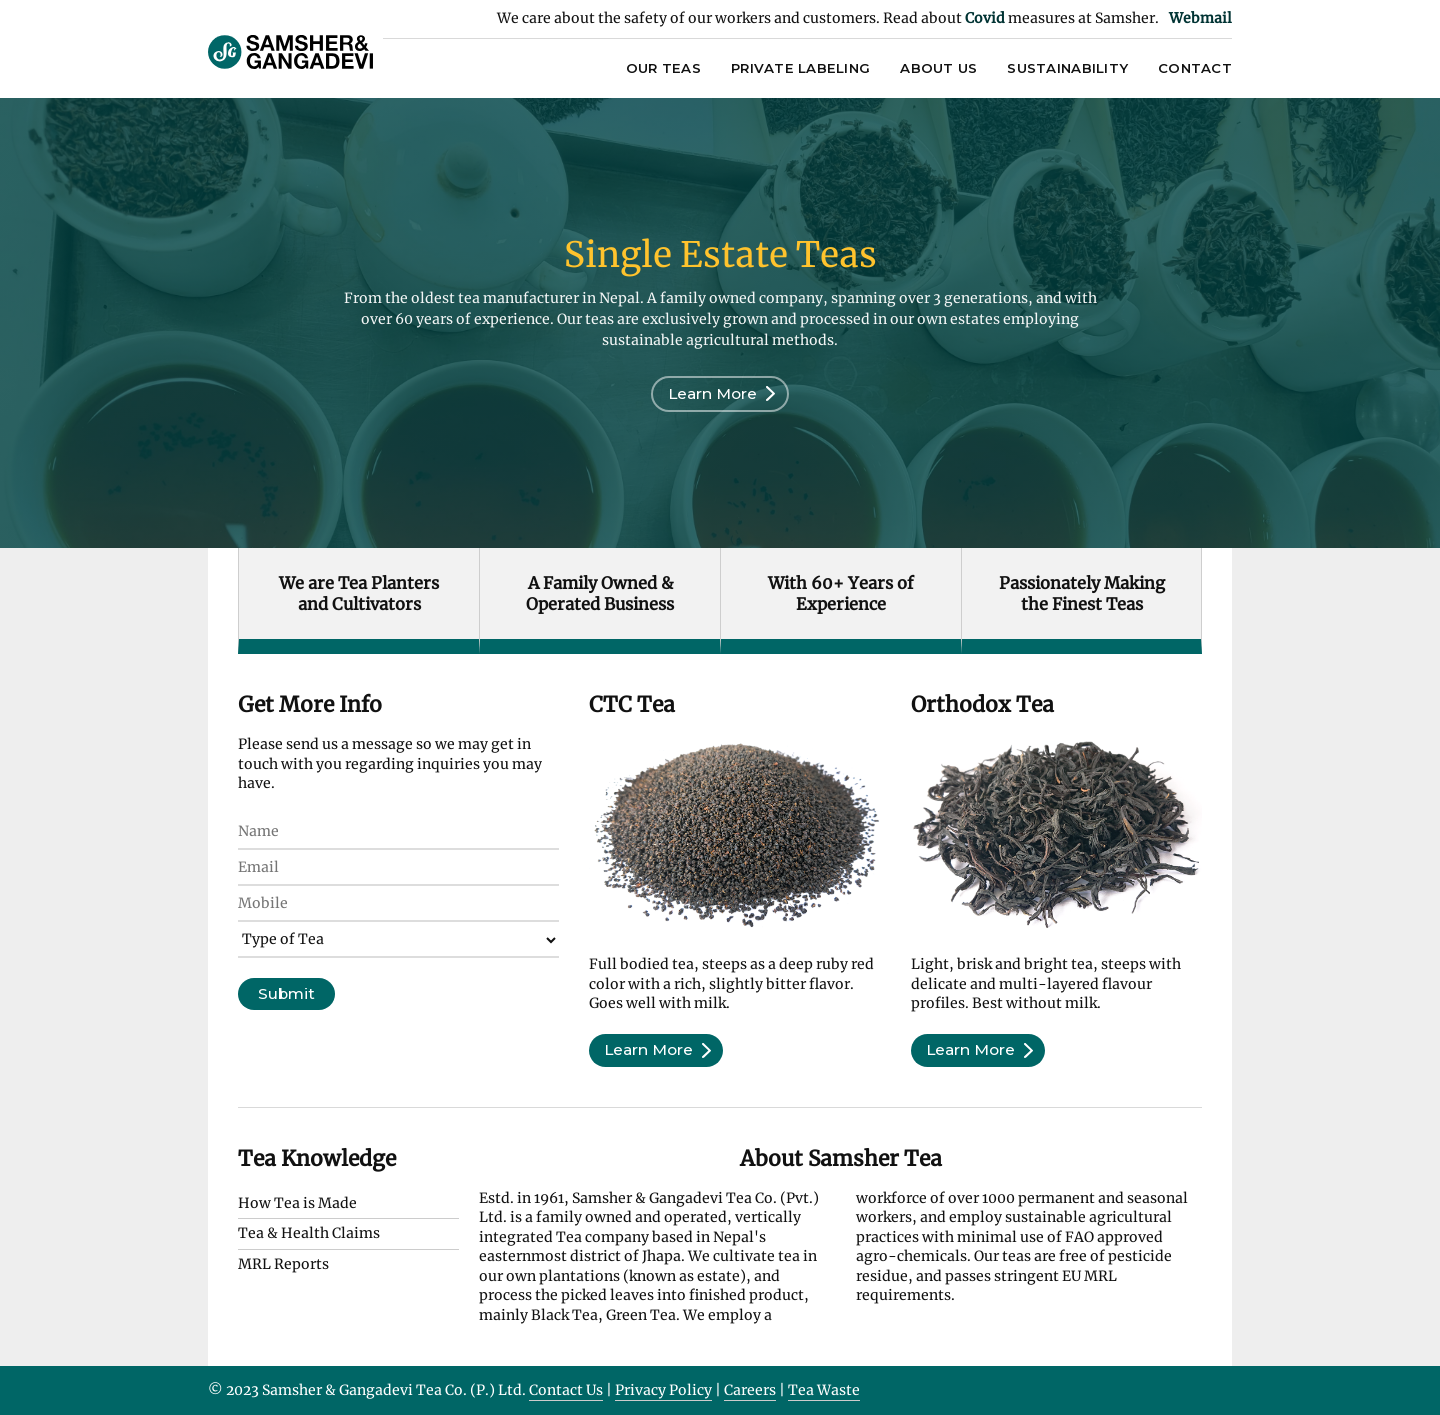 We care about the safety of our workers and customers. Read about Covid measures at Samsher. Webmail
SAMSHER&
GANGADEVI
OUR TEAS PRIVATE LABELING ABOUT US SUSTAINABILITY CONTACT
Single Estate Teas
From the oldest tea manufacturer in Nepal. A family owned company, spanning over 3 generations, and with
over 60 years of experience. Our teas are exclusively grown and processed in our own estates employing
sustainable agricultural methods.
Learn More
We are Tea Planters
and Cultivators
A Family Owned &
Operated Business
With 60+ Years of
Experience
Passionately Making
the Finest Teas
Get More Info
Please send us a message so we may get in
touch with you regarding inquiries you may
have.
Name
Email
Mobile
Type of Tea
Submit
CTC Tea
Full bodied tea, steeps as a deep ruby red
color with a rich, slightly bitter flavor.
Goes well with milk.
Learn More
Orthodox Tea
Light, brisk and bright tea, steeps with
delicate and multi-layered flavour
profiles. Best without milk.
Learn More
Tea Knowledge
How Tea is Made
Tea & Health Claims
MRL Reports
About Samsher Tea
Estd. in 1961, Samsher & Gangadevi Tea Co. (Pvt.)
Ltd. is a family owned and operated, vertically
integrated Tea company based in Nepal's
easternmost district of Jhapa. We cultivate tea in
our own plantations (known as estate), and
process the picked leaves into finished product,
mainly Black Tea, Green Tea. We employ a
workforce of over 1000 permanent and seasonal
workers, and employ sustainable agricultural
practices with minimal use of FAO approved
agro-chemicals. Our teas are free of pesticide
residue, and passes stringent EU MRL
requirements.
© 2023 Samsher & Gangadevi Tea Co. (P.) Ltd. Contact Us | Privacy Policy | Careers | Tea Waste